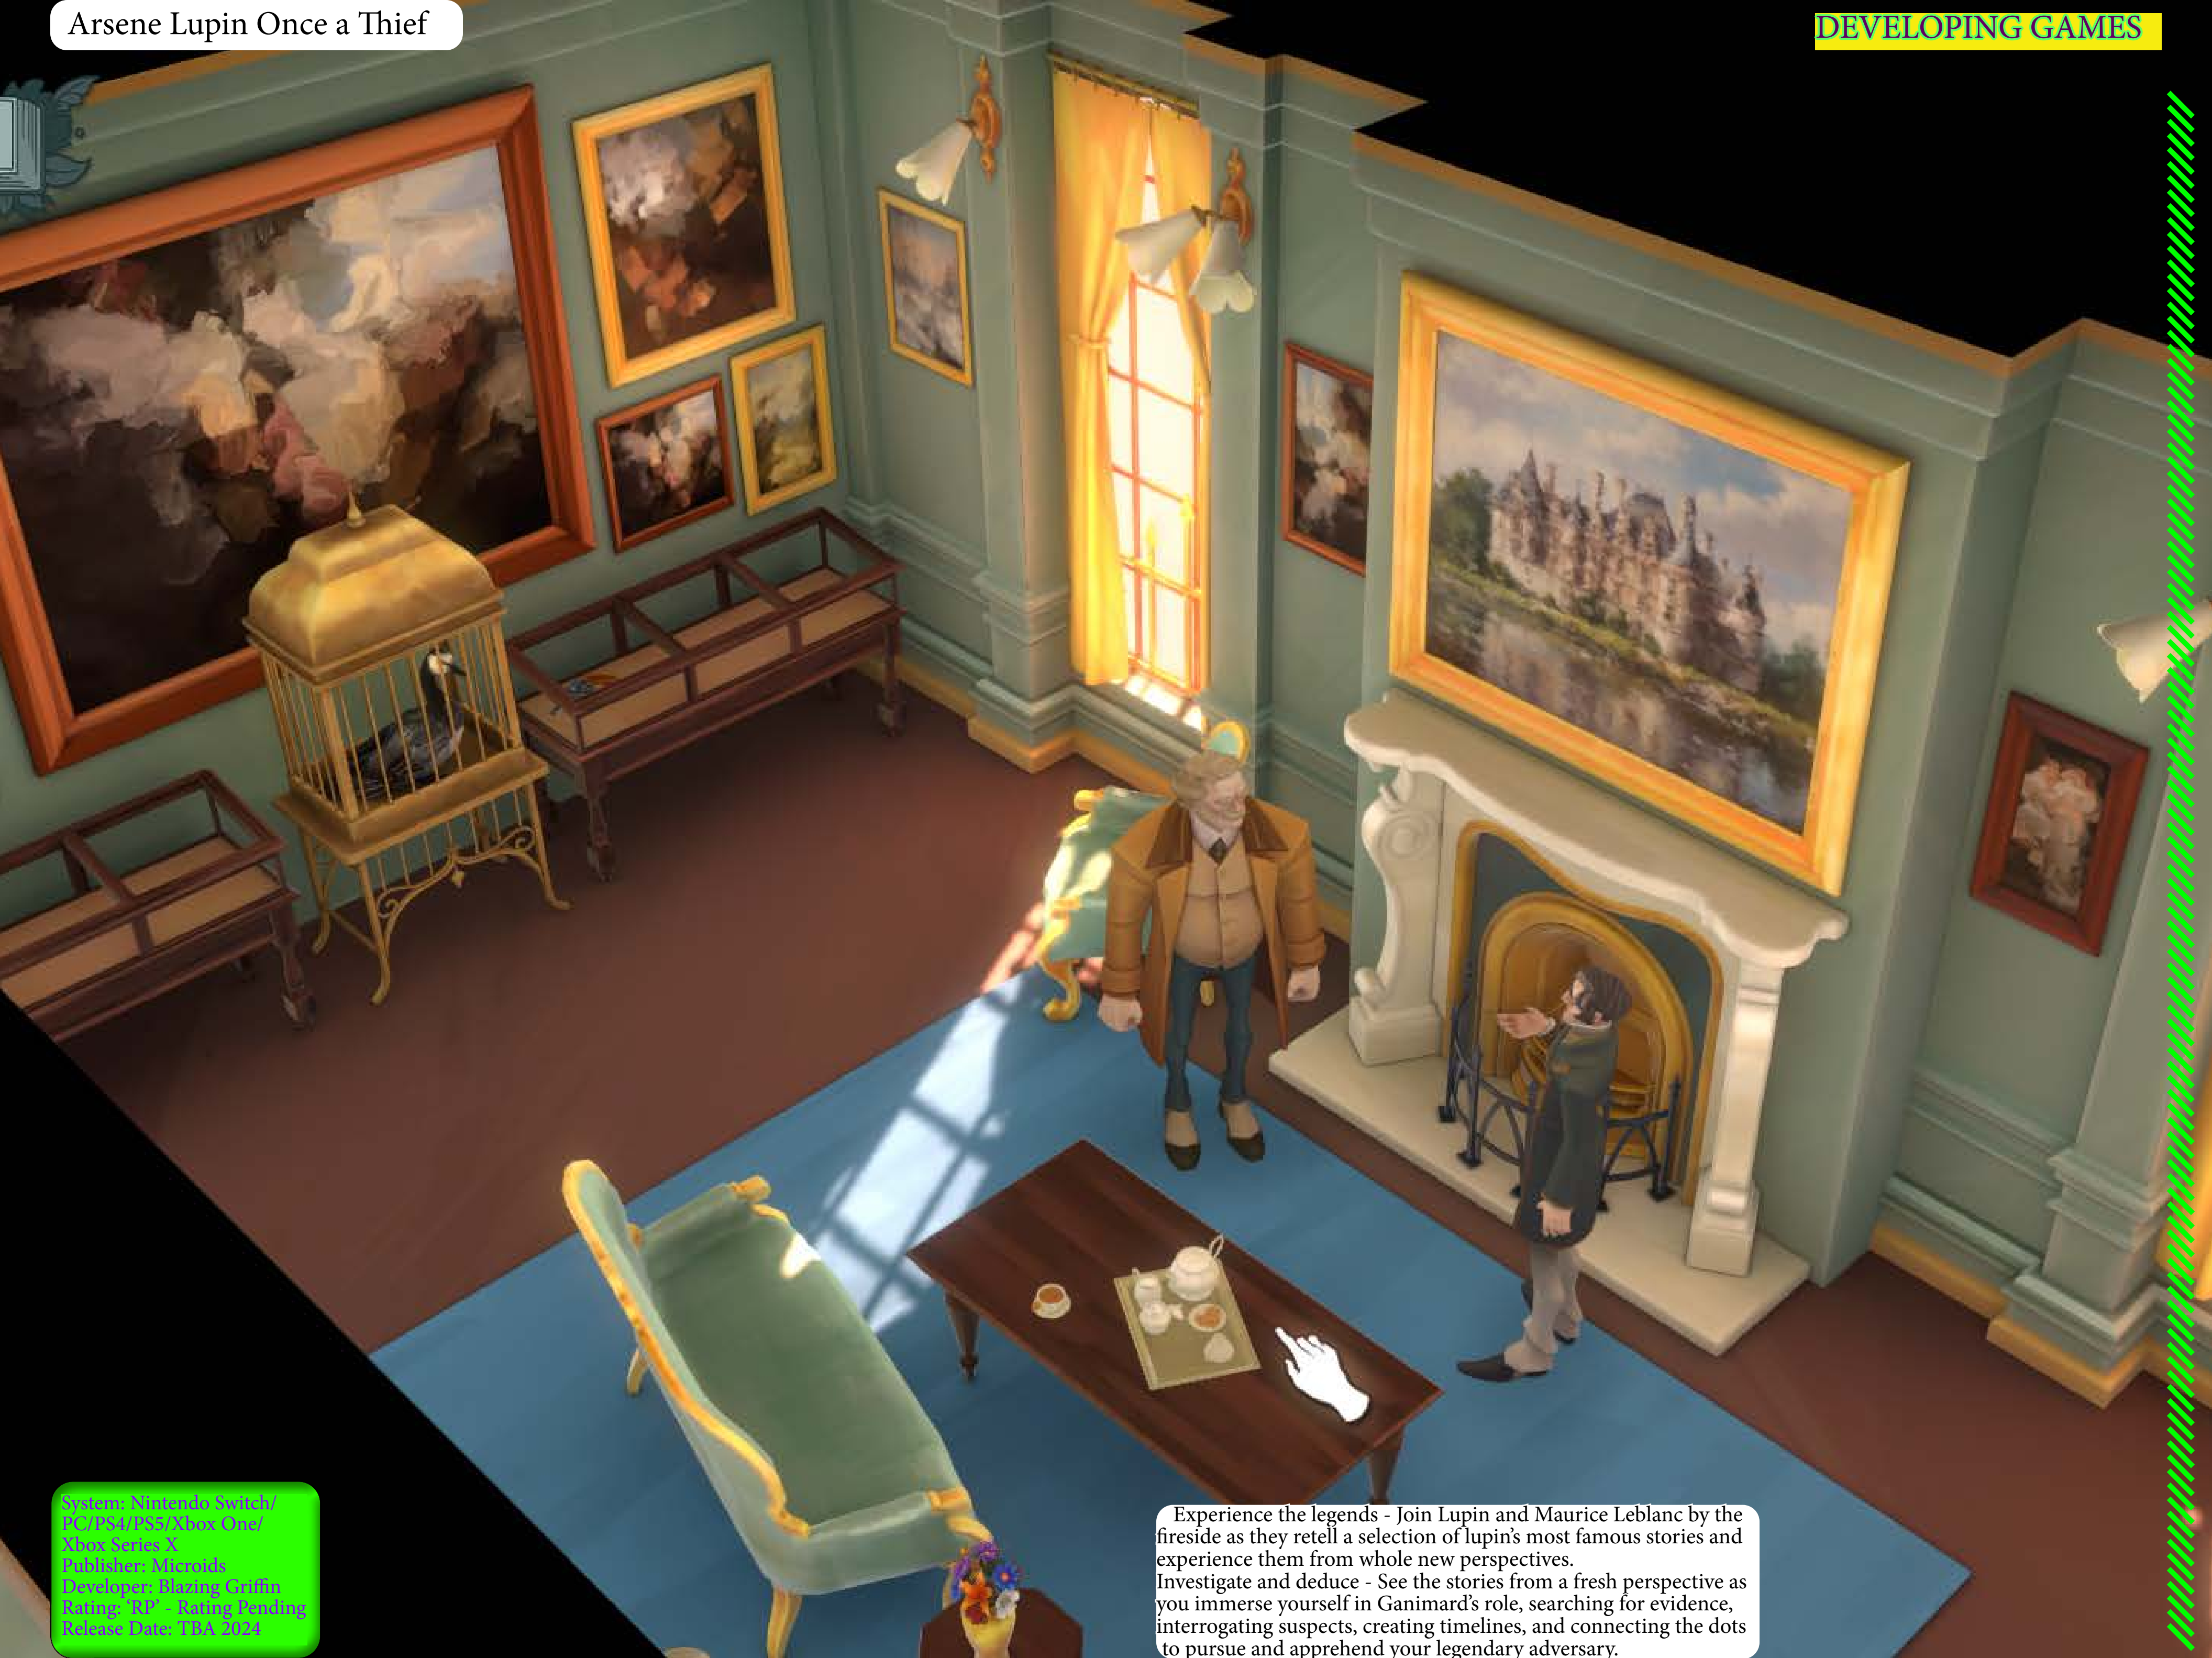 Arsene Lupin Once a Thief
DEVELOPING GAMES
System: Nintendo Switch/
PC/PS4/PS5/Xbox One/
Xbox Series X
Publisher: Microids
Developer: Blazing Griffin
Rating: ‘RP’ - Rating Pending
Release Date: TBA 2024
Experience the legends - Join Lupin and Maurice Leblanc by the
fireside as they retell a selection of lupin’s most famous stories and
experience them from whole new perspectives.
Investigate and deduce - See the stories from a fresh perspective as
you immerse yourself in Ganimard’s role, searching for evidence,
interrogating suspects, creating timelines, and connecting the dots
to pursue and apprehend your legendary adversary.